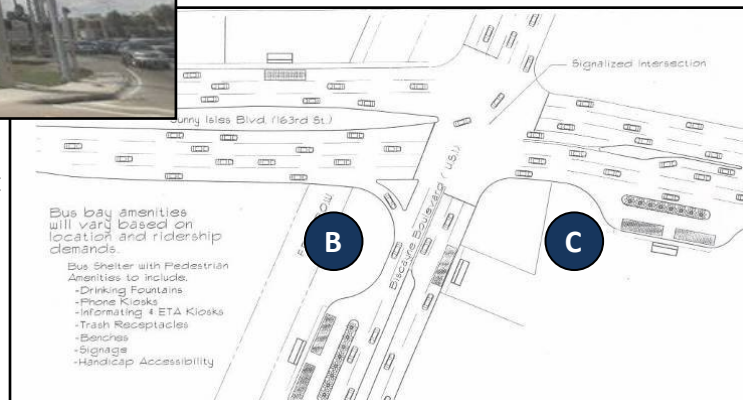 Signalized Intersection
Sunny Isles Blvd. (163rd St.)
Biscayne Boulevard ( U.S.1 )
Bus bay amenities
will vary based on
location and ridership
demands.
Bus Shelter with Pedestrian
Amenities to include:
-Drinking Fountains
-Phone Kiosks
-Informating & ETA Kiosks
-Trash Receptacles
-Benches
-Signage
-Handicap Accessibility
B
C